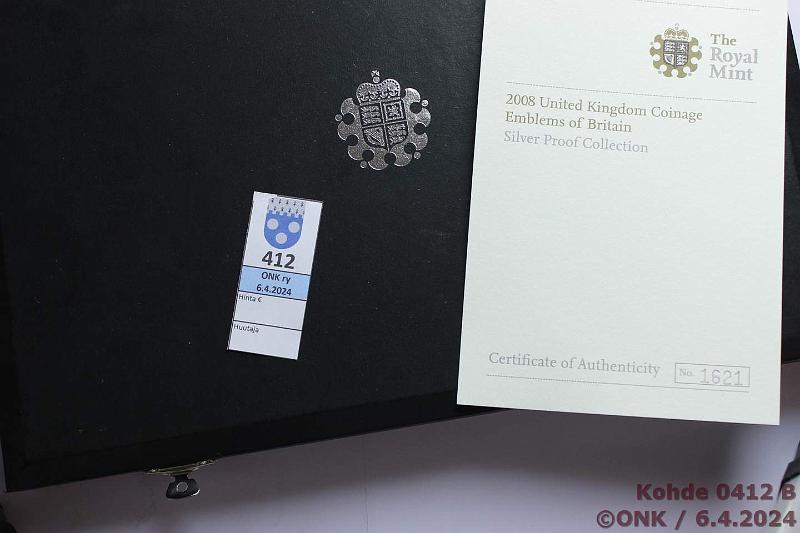 The
Royal
Mint
2008 United Kingdom Coinage
Emblems of Britain
Silver Proof Collection
412
ONK ry
6.4.2024
Hinta €
Huutaja
Certificate of Authenticity
No. 1621
Kohde 0412 B
©ONK / 6.4.2024